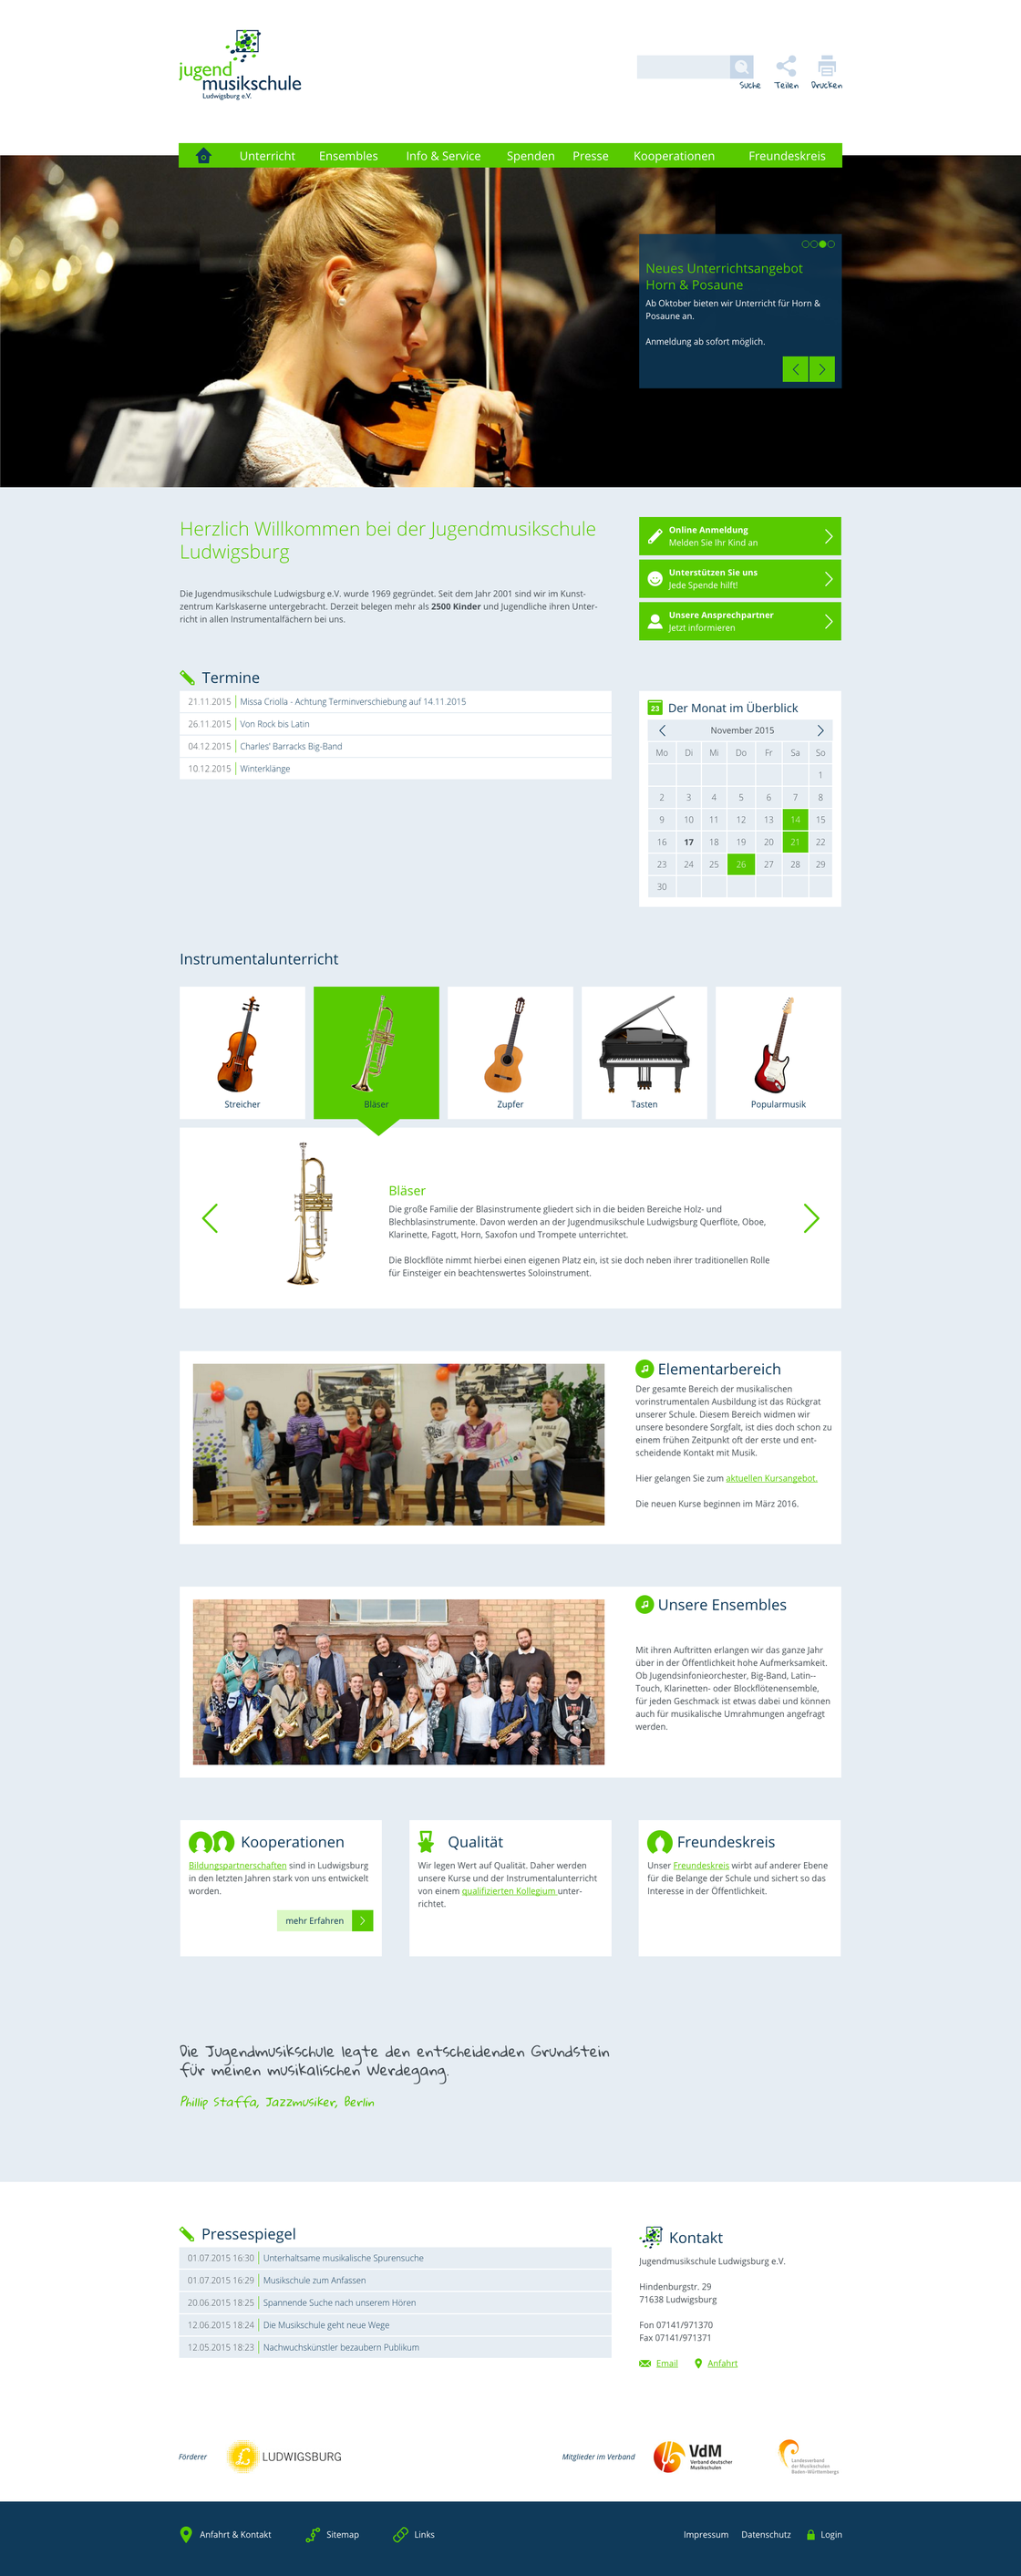 jugend
musikschule
Ludwigsburg e.V.
Suche Teilen Drucken
Unterricht Ensembles Info & Service Spenden Presse Kooperationen Freundeskreis
Neues Unterrichtsangebot
Horn & Posaune
Ab Oktober bieten wir Unterricht für Horn &
Posaune an.
Anmeldung ab sofort möglich.
Herzlich Willkommen bei der Jugendmusikschule
Ludwigsburg
Die Jugendmusikschule Ludwigsburg e.V. wurde 1969 gegründet. Seit dem Jahr 2001 sind wir im Kunst-
zentrum Karlskaserne untergebracht. Derzeit belegen mehr als 2500 Kinder und Jugendliche ihren Unter-
richt in allen Instrumentalfächern bei uns.
Online Anmeldung
Melden Sie Ihr Kind an
Unterstützen Sie uns
Jede Spende hilft!
Unsere Ansprechpartner
Jetzt informieren
Termine
21.11.2015 Missa Criolla - Achtung Terminverschiebung auf 14.11.2015
26.11.2015 Von Rock bis Latin
04.12.2015 Charles' Barracks Big-Band
10.12.2015 Winterklänge
23 Der Monat im Überblick
November 2015
Mo Di Mi Do Fr Sa So
1
2 3 4 5 6 7 8
9 10 11 12 13 14 15
16 17 18 19 20 21 22
23 24 25 26 27 28 29
30
Instrumentalunterricht
Streicher Bläser Zupfer Tasten Popularmusik
Bläser
Die große Familie der Blasinstrumente gliedert sich in die beiden Bereiche Holz- und
Blechblasinstrumente. Davon werden an der Jugendmusikschule Ludwigsburg Querflöte, Oboe,
Klarinette, Fagott, Horn, Saxofon und Trompete unterrichtet.
Die Blockflöte nimmt hierbei einen eigenen Platz ein, ist sie doch neben ihrer traditionellen Rolle
für Einsteiger ein beachtenswertes Soloinstrument.
Elementarbereich
Der gesamte Bereich der musikalischen
vorinstrumentalen Ausbildung ist das Rückgrat
unserer Schule. Diesem Bereich widmen wir
unsere besondere Sorgfalt, ist dies doch schon zu
einem frühen Zeitpunkt oft der erste und ent-
scheidende Kontakt mit Musik.
Hier gelangen Sie zum aktuellen Kursangebot.
Die neuen Kurse beginnen im März 2016.
Unsere Ensembles
Mit ihren Auftritten erlangen wir das ganze Jahr
über in der Öffentlichkeit hohe Aufmerksamkeit.
Ob Jugendsinfonieorchester, Big-Band, Latin--
Touch, Klarinetten- oder Blockflötenensemble,
für jeden Geschmack ist etwas dabei und können
auch für musikalische Umrahmungen angefragt
werden.
Kooperationen
Bildungspartnerschaften sind in Ludwigsburg
in den letzten Jahren stark von uns entwickelt
worden.
mehr Erfahren
Qualität
Wir legen Wert auf Qualität. Daher werden
unsere Kurse und der Instrumentalunterricht
von einem qualifizierten Kollegium unter-
richtet.
Freundeskreis
Unser Freundeskreis wirbt auf anderer Ebene
für die Belange der Schule und sichert so das
Interesse in der Öffentlichkeit.
Die Jugendmusikschule legte den entscheidenden Grundstein
für meinen musikalischen Werdegang.
Phillip Staffa, Jazzmusiker, Berlin
Pressespiegel
01.07.2015 16:30 Unterhaltsame musikalische Spurensuche
01.07.2015 16:29 Musikschule zum Anfassen
20.06.2015 18:25 Spannende Suche nach unserem Hören
12.06.2015 18:24 Die Musikschule geht neue Wege
12.05.2015 18:23 Nachwuchskünstler bezaubern Publikum
Kontakt
Jugendmusikschule Ludwigsburg e.V.
Hindenburgstr. 29
71638 Ludwigsburg
Fon 07141/971370
Fax 07141/971371
Email Anfahrt
Förderer
LUDWIGSBURG
Mitglieder im Verband
VdM
Verband deutscher
Musikschulen
Landesverband
der Musikschulen
Baden-Württembergs
Anfahrt & Kontakt Sitemap Links Impressum Datenschutz Login